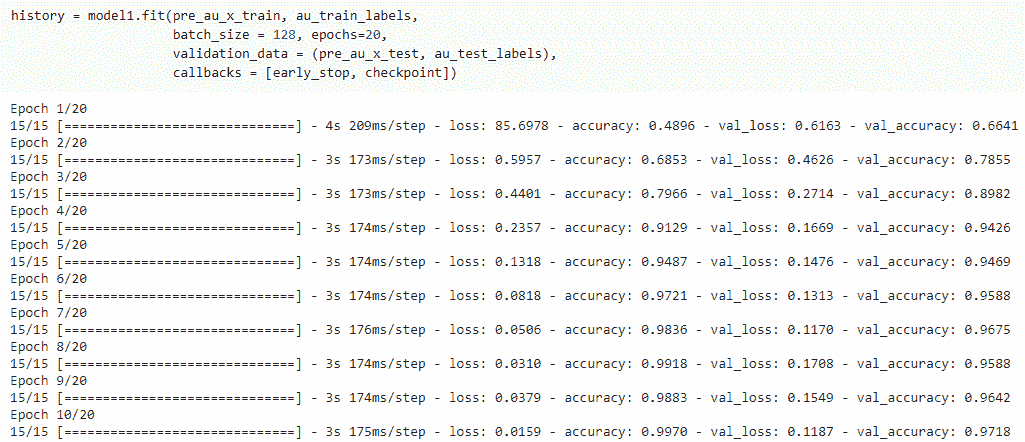 history = model1.fit(pre_au_x_train, au_train_labels,
batch_size = 128, epochs=20,
validation_data = (pre_au_x_test, au_test_labels),
callbacks = [early_stop, checkpoint])
Epoch 1/20
15/15 [==============================] - 4s 209ms/step - loss: 85.6978 - accuracy: 0.4896 - val_loss: 0.6163 - val_accuracy: 0.6641
Epoch 2/20
15/15 [==============================] - 3s 173ms/step - loss: 0.5957 - accuracy: 0.6853 - val_loss: 0.4626 - val_accuracy: 0.7855
Epoch 3/20
15/15 [==============================] - 3s 173ms/step - loss: 0.4401 - accuracy: 0.7966 - val_loss: 0.2714 - val_accuracy: 0.8982
Epoch 4/20
15/15 [==============================] - 3s 174ms/step - loss: 0.2357 - accuracy: 0.9129 - val_loss: 0.1669 - val_accuracy: 0.9426
Epoch 5/20
15/15 [==============================] - 3s 174ms/step - loss: 0.1318 - accuracy: 0.9487 - val_loss: 0.1476 - val_accuracy: 0.9469
Epoch 6/20
15/15 [==============================] - 3s 174ms/step - loss: 0.0818 - accuracy: 0.9721 - val_loss: 0.1313 - val_accuracy: 0.9588
Epoch 7/20
15/15 [==============================] - 3s 176ms/step - loss: 0.0506 - accuracy: 0.9836 - val_loss: 0.1170 - val_accuracy: 0.9675
Epoch 8/20
15/15 [==============================] - 3s 174ms/step - loss: 0.0310 - accuracy: 0.9918 - val_loss: 0.1708 - val_accuracy: 0.9588
Epoch 9/20
15/15 [==============================] - 3s 174ms/step - loss: 0.0379 - accuracy: 0.9883 - val_loss: 0.1549 - val_accuracy: 0.9642
Epoch 10/20
15/15 [==============================] - 3s 175ms/step - loss: 0.0159 - accuracy: 0.9970 - val_loss: 0.1187 - val_accuracy: 0.9718